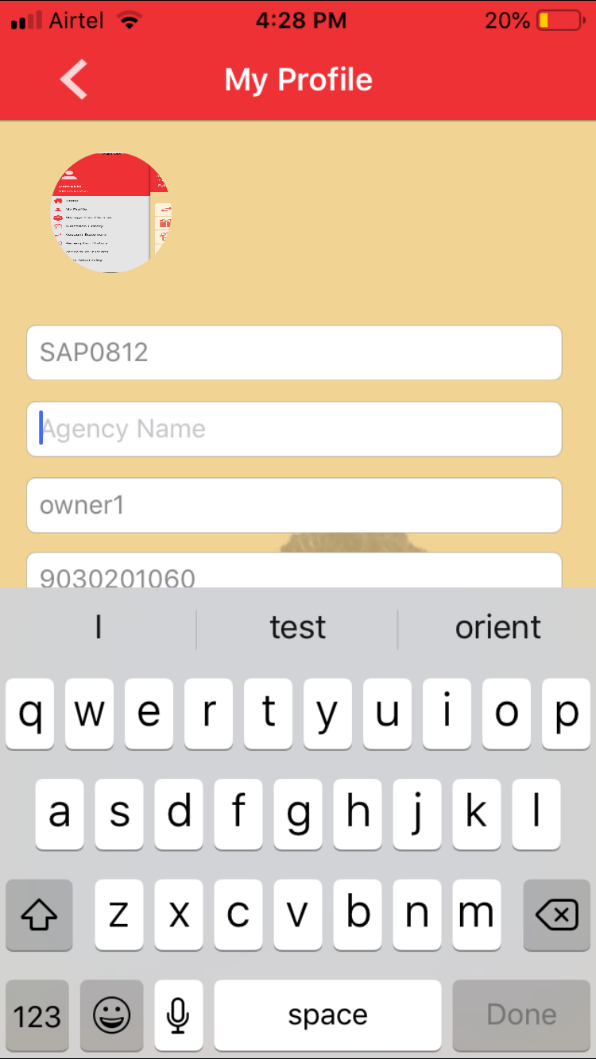 Airtel 4:28 PM 20%
My Profile
SAP0812
Agency Name
owner1
9030201060
I test orient
q w e r t y u i o p
a s d f g h j k l
z x c v b n m
123 space Done